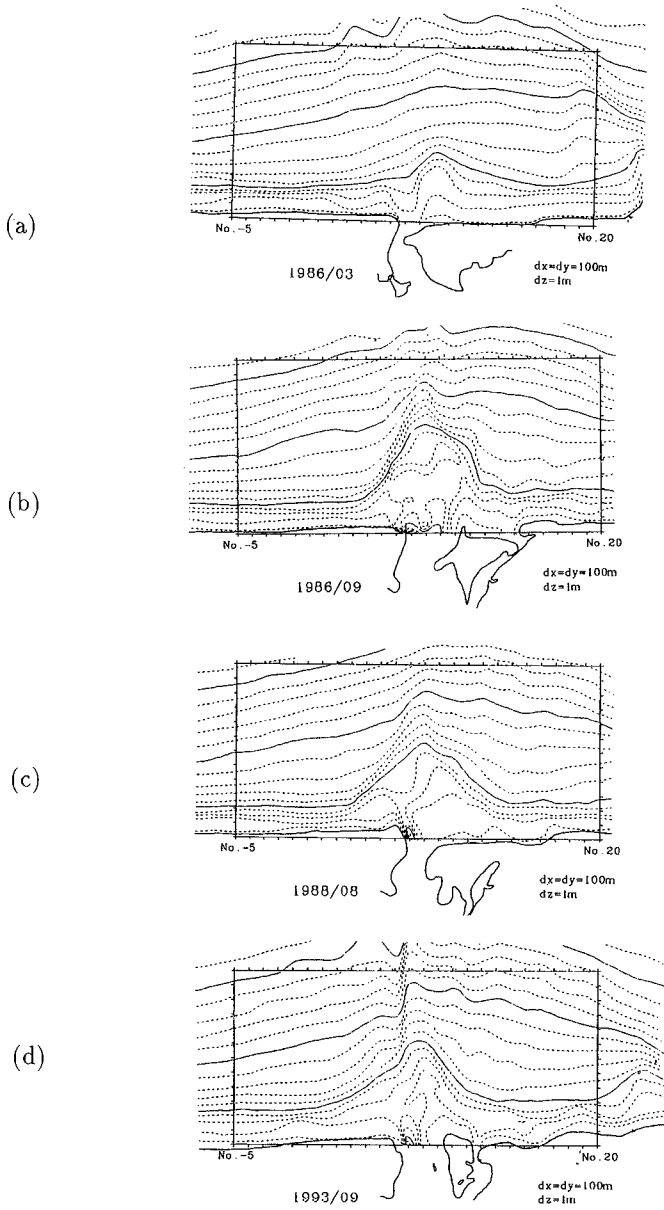 (a)
No.-5
No.20
1986/03
dx=dy=100m
dz=1m
(b)
No.-5
No.20
1986/09
dx=dy=100m
dz=1m
(c)
No.-5
No.20
1988/08
dx=dy=100m
dz=1m
(d)
No.-5
No.20
1993/09
dx=dy=100m
dz=1m